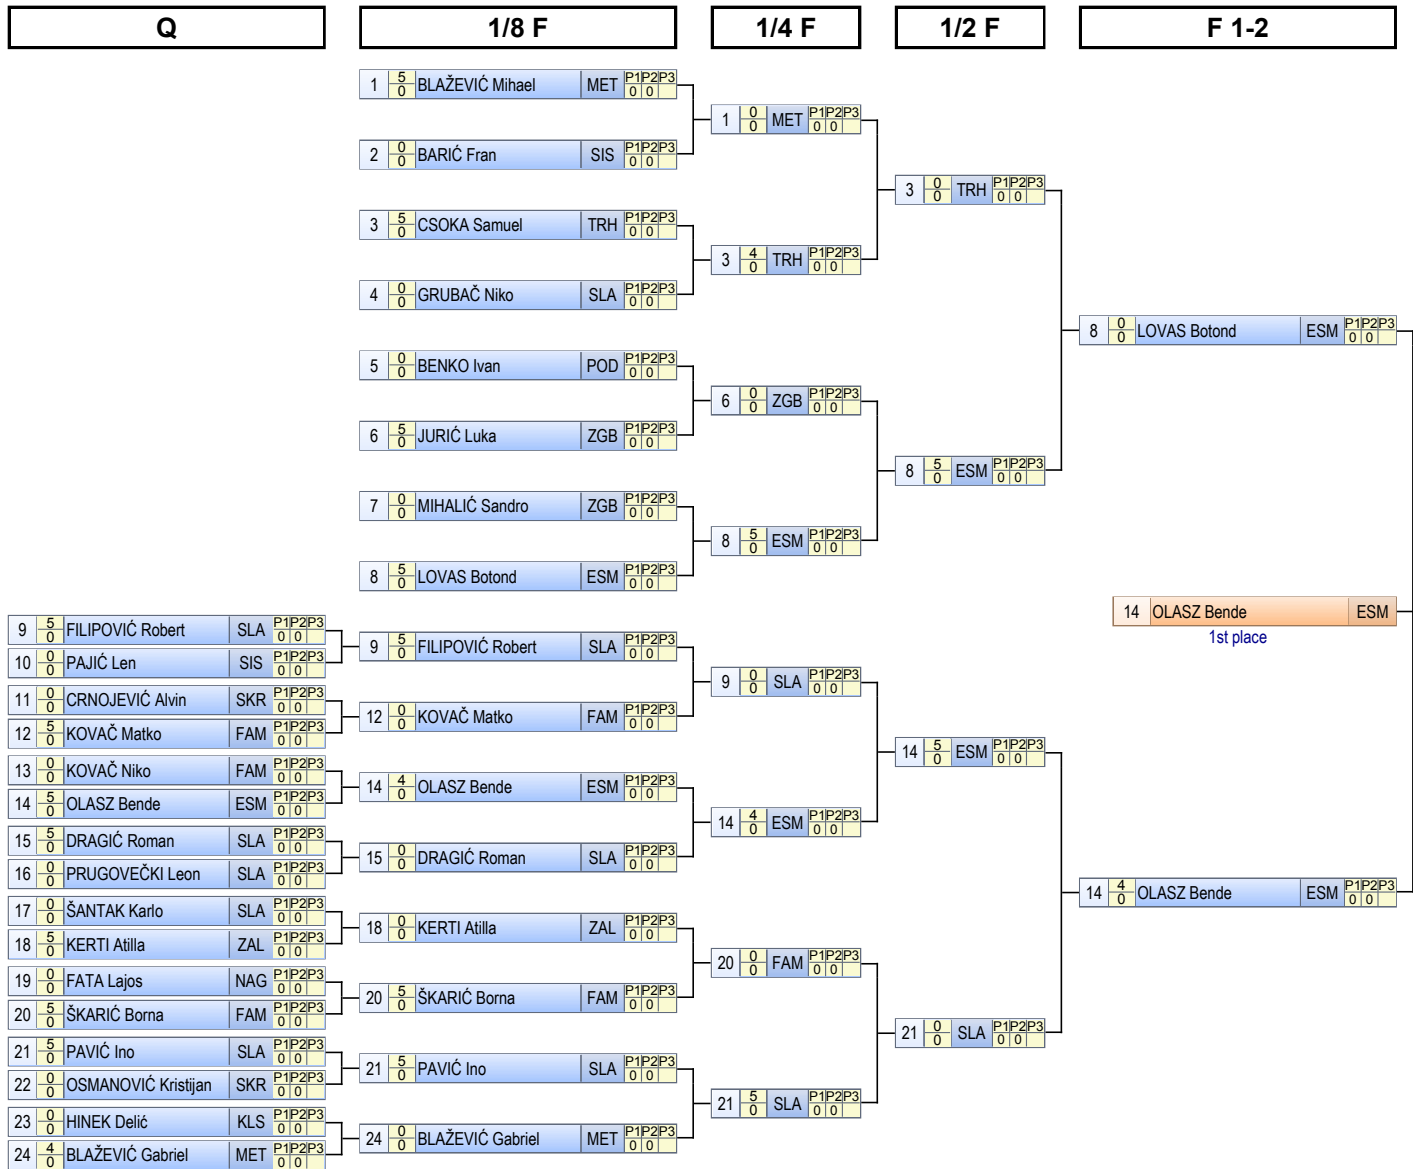 Q 1/8 F 1/4 F 1/2 F F 1-2
1 5 0 BLAŽEVIĆ Mihael MET P1 P2 P3 0 0
1 0 0 MET P1 P2 P3 0 0
2 0 0 BARIĆ Fran SIS P1 P2 P3 0 0
3 0 0 TRH P1 P2 P3 0 0
3 5 0 CSOKA Samuel TRH P1 P2 P3 0 0
3 4 0 TRH P1 P2 P3 0 0
4 0 0 GRUBAČ Niko SLA P1 P2 P3 0 0
8 0 0 LOVAS Botond ESM P1 P2 P3 0 0
5 0 0 BENKO Ivan POD P1 P2 P3 0 0
6 0 0 ZGB P1 P2 P3 0 0
6 5 0 JURIĆ Luka ZGB P1 P2 P3 0 0
8 5 0 ESM P1 P2 P3 0 0
7 0 0 MIHALIĆ Sandro ZGB P1 P2 P3 0 0
8 5 0 ESM P1 P2 P3 0 0
8 5 0 LOVAS Botond ESM P1 P2 P3 0 0
14 OLASZ Bende ESM
1st place
9 5 0 FILIPOVIĆ Robert SLA P1 P2 P3 0 0
9 5 0 FILIPOVIĆ Robert SLA P1 P2 P3 0 0
10 0 0 PAJIĆ Len SIS P1 P2 P3 0 0
9 0 0 SLA P1 P2 P3 0 0
11 0 0 CRNOJEVIĆ Alvin SKR P1 P2 P3 0 0
12 0 0 KOVAČ Matko FAM P1 P2 P3 0 0
12 5 0 KOVAČ Matko FAM P1 P2 P3 0 0
14 5 0 ESM P1 P2 P3 0 0
13 0 0 KOVAČ Niko FAM P1 P2 P3 0 0
14 4 0 OLASZ Bende ESM P1 P2 P3 0 0
14 5 0 OLASZ Bende ESM P1 P2 P3 0 0
14 4 0 ESM P1 P2 P3 0 0
15 5 0 DRAGIĆ Roman SLA P1 P2 P3 0 0
15 0 0 DRAGIĆ Roman SLA P1 P2 P3 0 0
16 0 0 PRUGOVEČKI Leon SLA P1 P2 P3 0 0
14 4 0 OLASZ Bende ESM P1 P2 P3 0 0
17 0 0 ŠANTAK Karlo SLA P1 P2 P3 0 0
18 0 0 KERTI Atilla ZAL P1 P2 P3 0 0
18 5 0 KERTI Atilla ZAL P1 P2 P3 0 0
20 0 0 FAM P1 P2 P3 0 0
19 0 0 FATA Lajos NAG P1 P2 P3 0 0
20 5 0 ŠKARIĆ Borna FAM P1 P2 P3 0 0
20 5 0 ŠKARIĆ Borna FAM P1 P2 P3 0 0
21 0 0 SLA P1 P2 P3 0 0
21 5 0 PAVIĆ Ino SLA P1 P2 P3 0 0
21 5 0 PAVIĆ Ino SLA P1 P2 P3 0 0
22 0 0 OSMANOVIĆ Kristijan SKR P1 P2 P3 0 0
21 5 0 SLA P1 P2 P3 0 0
23 0 0 HINEK Delić KLS P1 P2 P3 0 0
24 0 0 BLAŽEVIĆ Gabriel MET P1 P2 P3 0 0
24 4 0 BLAŽEVIĆ Gabriel MET P1 P2 P3 0 0